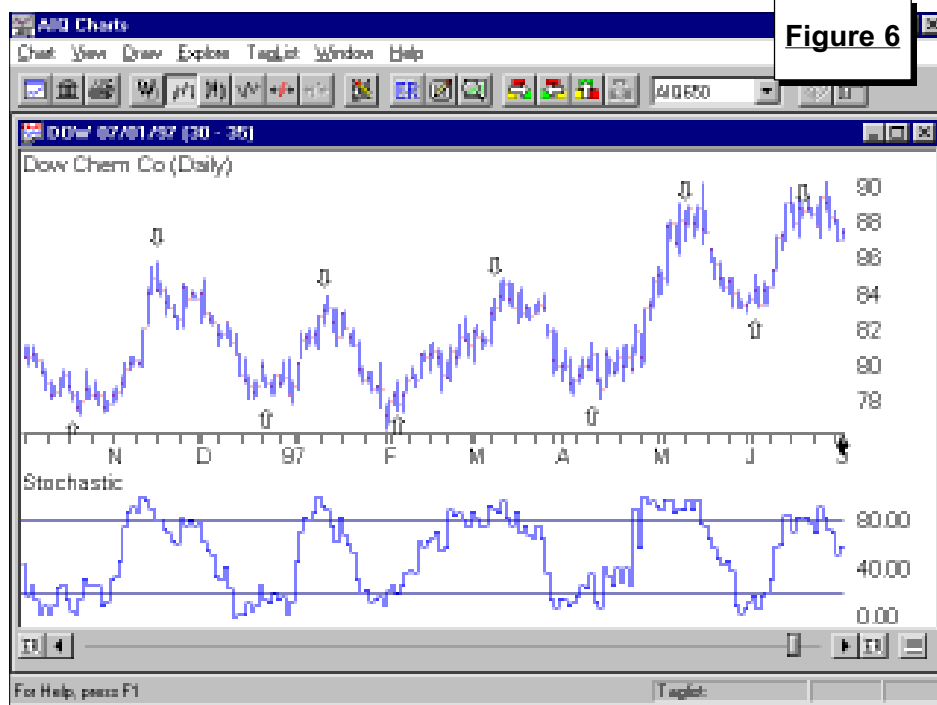 AIQ Charts
Figure 6
Chart View Draw Explore TagList Window Help
ER AIQ650
DOW 07/01/97 (30 - 35)
Dow Chem Co (Daily)
90
88
86
84
82
80
78
N D 97 F M A M J J
Stochastic
80.00
40.00
0.00
For Help, press F1 Taglist: